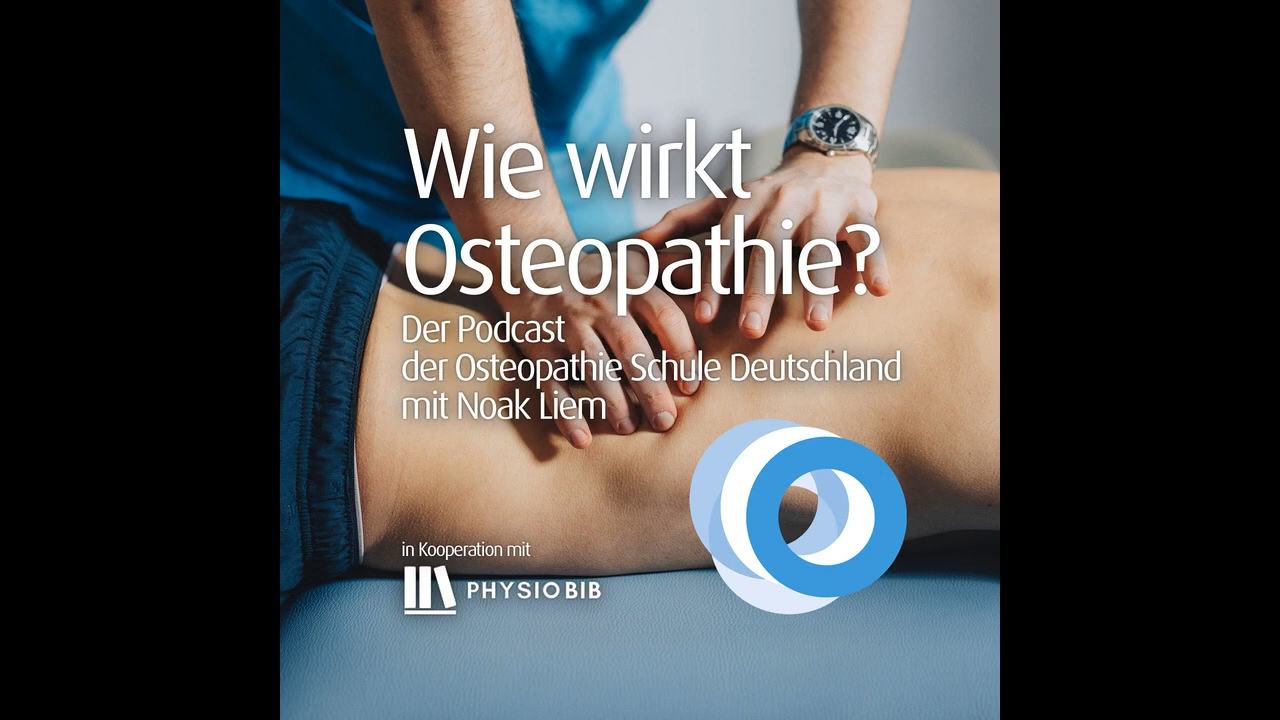 Wie wirkt
Osteopathie?
Der Podcast
der Osteopathie Schule Deutschland
mit Noak Liem
in Kooperation mit
PHYSIOBIB